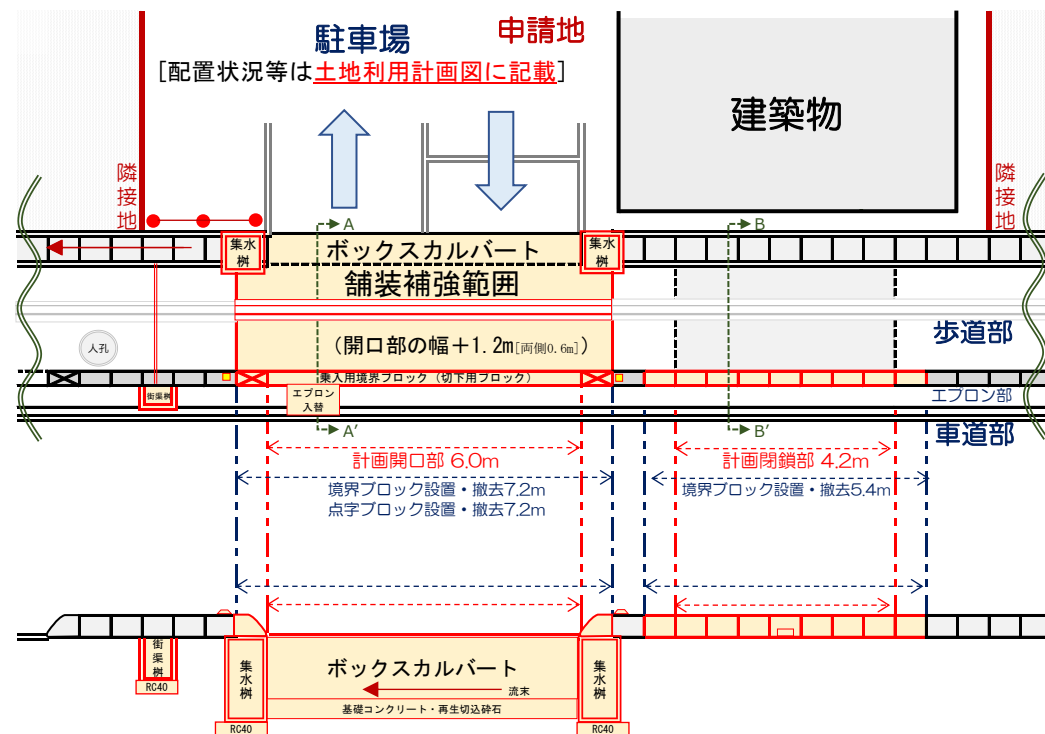 駐車場
申請地
[配置状況等は土地利用計画図に記載]
建築物
隣接地
隣接地
A
B
集水桝
ボックスカルバート
集水桝
舗装補強範囲
歩道部
人孔
(開口部の幅+1.2m[両側0.6m])
乗入用境界ブロック(切下用ブロック)
街渠桝
エプロン入替
エプロン部
A’
B’
車道部
計画開口部 6.0m
計画閉鎖部 4.2m
境界ブロック設置・撤去7.2m
境界ブロック設置・撤去5.4m
点字ブロック設置・撤去7.2m
街渠桝
集水桝
ボックスカルバート
集水桝
流末
RC40
基礎コンクリート・再生切込砕石
RC40
RC40